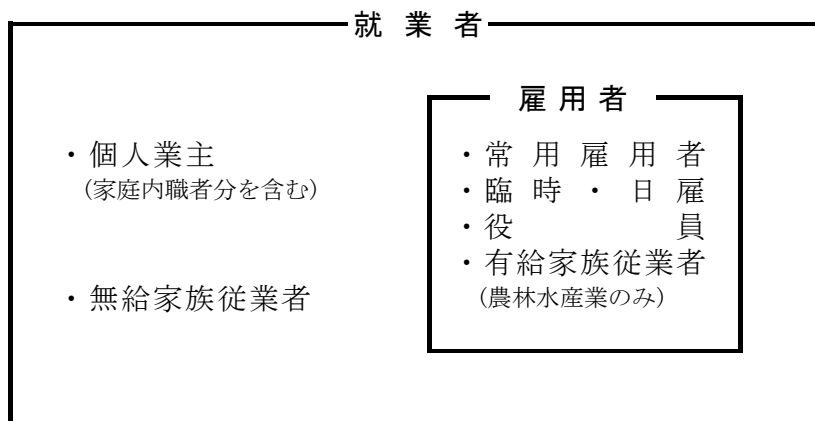 就業者
雇用者
・個人業主
(家庭内職者分を含む)
・無給家族従業者
・常用雇用者
・臨時・日雇
・役員
・有給家族従業者
(農林水産業のみ)